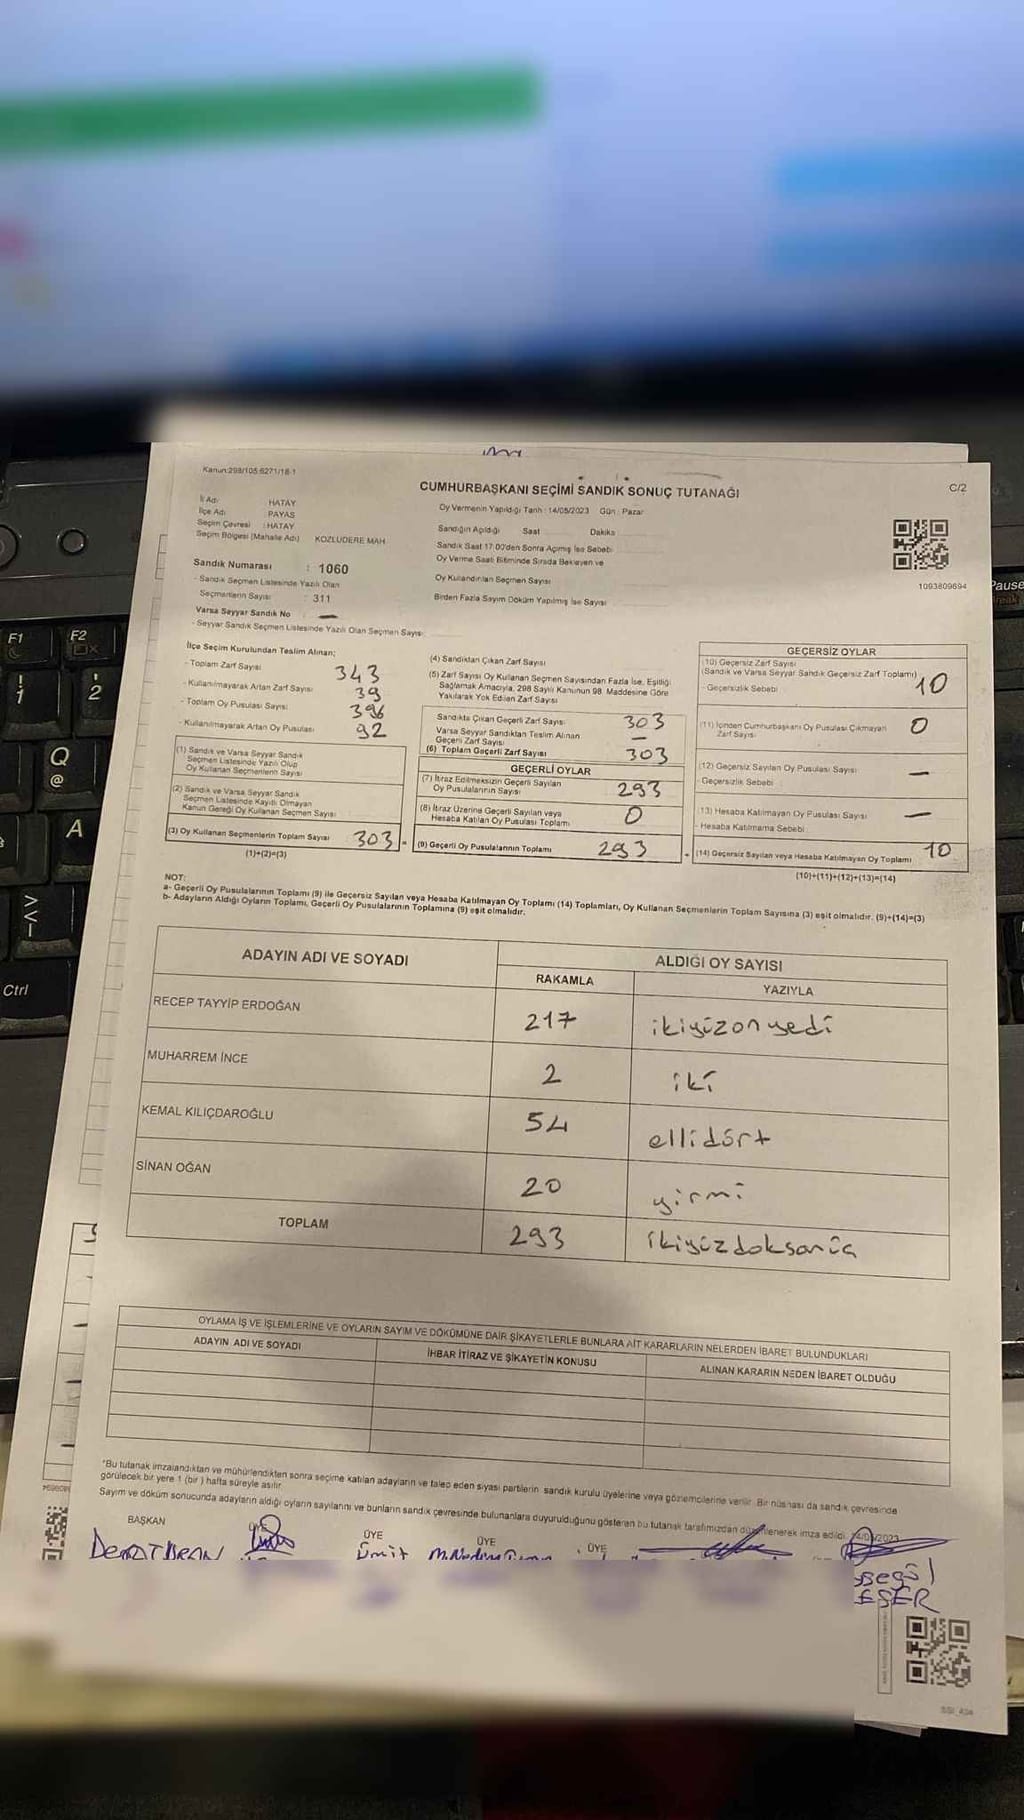 Kanun:298/105:6271/18-1
CUMHURBAŞKANI SEÇİMİ SANDIK SONUÇ TUTANAĞI
C/2
İl Adı HATAY
İlçe Adı PAYAS
Seçim Çevresi : HATAY
Seçim Bölgesi (Mahalle Adı) KOZLUDERE MAH.
Sandık Numarası : 1060
- Sandık Seçmen Listesinde Yazılı Olan
Seçmenlerin Sayısı : 311
Varsa Seyyar Sandık No —
- Seyyar Sandık Seçmen Listesinde Yazılı Olan Seçmen Sayısı:
Oy Vermenin Yapıldığı Tarih : 14/05/2023 Gün : Pazar
Sandığın Açıldığı Saat Dakika
Sandık Saat 17:00'den Sonra Açılmış İse Sebebi
Oy Verme Saati Bitiminde Sırada Bekleyen ve
Oy Kullandırılan Seçmen Sayısı
Birden Fazla Sayım Döküm Yapılmış İse Sayısı
1093809694
İlçe Seçim Kurulundan Teslim Alınan;
- Toplam Zarf Sayısı 343
- Kullanılmayarak Artan Zarf Sayısı 39
- Toplam Oy Pusulası Sayısı 396
- Kullanılmayarak Artan Oy Pusulası 92
(1) Sandık ve Varsa Seyyar Sandık
Seçmen Listesinde Yazılı Olup
Oy Kullanan Seçmenlerin Sayısı
(2) Sandık ve Varsa Seyyar Sandık
Seçmen Listesinde Kayıtlı Olmayan
Kanun Gereği Oy Kullanan Seçmen Sayısı
(3) Oy Kullanan Seçmenlerin Toplam Sayısı 303
(1)+(2)=(3)
(4) Sandıktan Çıkan Zarf Sayısı
(5) Zarf Sayısı Oy Kullanan Seçmen Sayısından Fazla İse, Eşitliği
Sağlamak Amacıyla, 298 Sayılı Kanunun 98. Maddesine Göre
Yakılarak Yok Edilen Zarf Sayısı
Sandıkta Çıkan Geçerli Zarf Sayısı 303
Varsa Seyyar Sandıktan Teslim Alınan
Geçerli Zarf Sayısı —
(6) Toplam Geçerli Zarf Sayısı 303
GEÇERLİ OYLAR
(7) İtiraz Edilmeksizin Geçerli Sayılan
Oy Pusulalarının Sayısı 293
(8) İtiraz Üzerine Geçerli Sayılan veya
Hesaba Katılan Oy Pusulası Toplamı 0
= (9) Geçerli Oy Pusulalarının Toplamı 293
GEÇERSİZ OYLAR
(10) Geçersiz Zarf Sayısı
(Sandık ve Varsa Seyyar Sandık Geçersiz Zarf Toplamı) 10
- Geçersizlik Sebebi
(11) İçinden Cumhurbaşkanı Oy Pusulası Çıkmayan
Zarf Sayısı 0
(12) Geçersiz Sayılan Oy Pusulası Sayısı —
- Geçersizlik Sebebi
(13) Hesaba Katılmayan Oy Pusulası Sayısı —
- Hesaba Katılmama Sebebi
(14) Geçersiz Sayılan veya Hesaba Katılmayan Oy Toplamı 10
(10)+(11)+(12)+(13)=(14)
NOT:
a- Geçerli Oy Pusulalarının Toplamı (9) ile Geçersiz Sayılan veya Hesaba Katılmayan Oy Toplamı (14) Toplamları, Oy Kullanan Seçmenlerin Toplam Sayısına (3) eşit olmalıdır. (9)+(14)=(3)
b- Adayların Aldığı Oyların Toplamı, Geçerli Oy Pusulalarının Toplamına (9) eşit olmalıdır.
ADAYIN ADI VE SOYADI ALDIĞI OY SAYISI
RAKAMLA YAZIYLA
RECEP TAYYİP ERDOĞAN 217 ikiyüzonyedi
MUHARREM İNCE 2 iki
KEMAL KILIÇDAROĞLU 54 ellidört
SİNAN OĞAN 20 yirmi
TOPLAM 293 ikiyüzdoksanüç
OYLAMA İŞ VE İŞLEMLERİNE VE OYLARIN SAYIM VE DÖKÜMÜNE DAİR ŞİKAYETLERLE BUNLARA AİT KARARLARIN NELERDEN İBARET BULUNDUKLARI
ADAYIN ADI VE SOYADI İHBAR İTİRAZ VE ŞİKAYETİN KONUSU ALINAN KARARIN NEDEN İBARET OLDUĞU
*Bu tutanak imzalandıktan ve mühürlendikten sonra seçime katılan adayların ve talep eden siyasi partilerin sandık kurulu üyelerine veya gözlemcilerine verilir. Bir nüshası da sandık çevresinde
görülecek bir yere 1 (bir) hafta süreyle asılır.
Sayım ve döküm sonucunda adayların aldığı oyların sayılarını ve bunların sandık çevresinde bulunanlara duyurulduğunu gösteren bu tutanak tarafımızdan düzenlenerek imza edildi. 14/05/2023
BAŞKAN ÜYE ÜYE ÜYE ÜYE
Ümit
ESER
F1
F2
!
1
2
Q
@
A
Ctrl
Pause